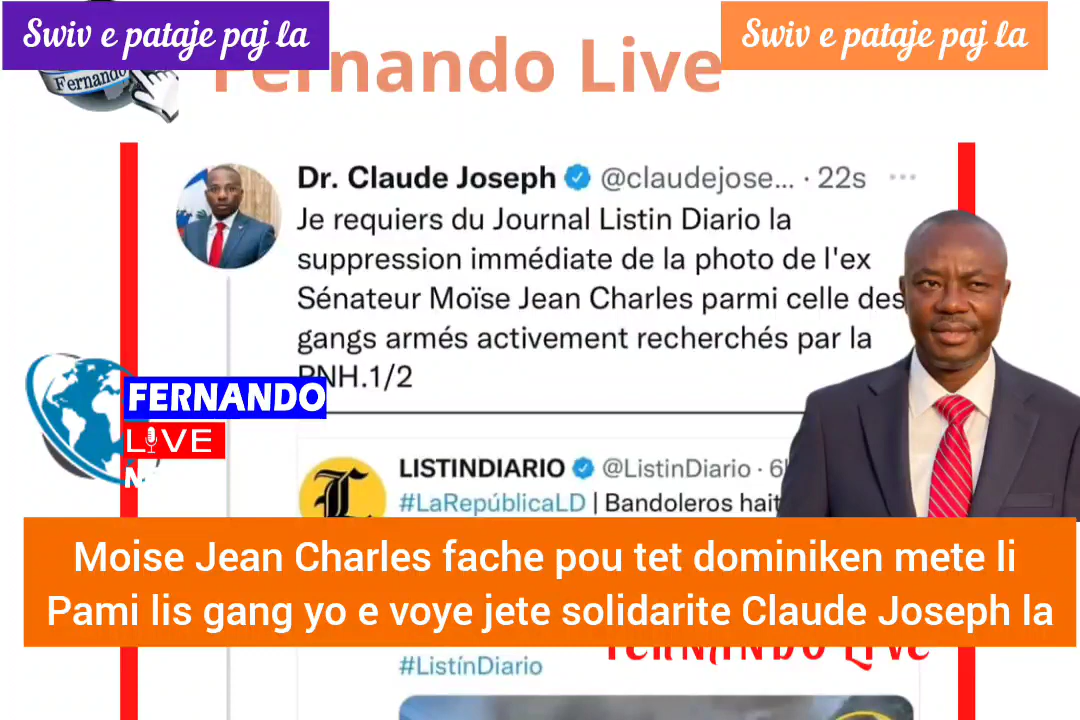 Swiv e pataje paj la
Swiv e pataje paj la
Fernando
Fernando Live
Dr. Claude Joseph @claudejose... · 22s
Je requiers du Journal Listin Diario la
suppression immédiate de la photo de l'ex
Sénateur Moïse Jean Charles parmi celle des
gangs armés activement recherchés par la
PNH.1/2
FERNANDO
LIVE
LISTINDIARIO @ListinDiario · 6
#LaRepúblicaLD | Bandoleros hait
Moise Jean Charles fache pou tet dominiken mete li
Pami lis gang yo e voye jete solidarite Claude Joseph la
FERNANDO LIVE
#ListínDiario